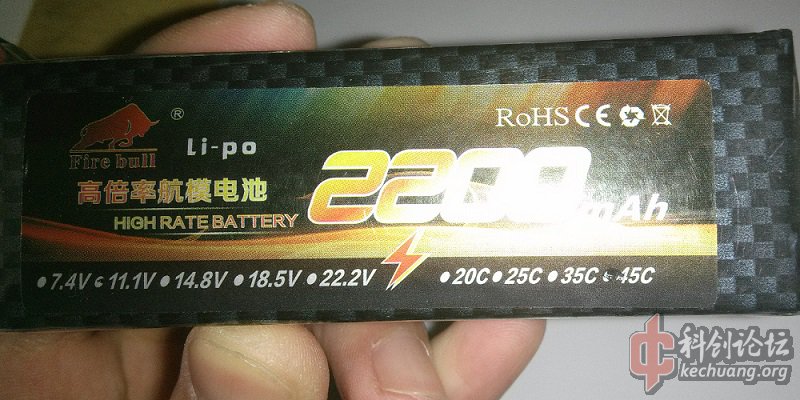 RoHS CE
®
Li-po
Fire bull
2200mAh
高倍率航模电池
HIGH RATE BATTERY
7.4V 11.1V 14.8V 18.5V 22.2V 20C 25C 35C 45C
科创论坛
kechuang.org